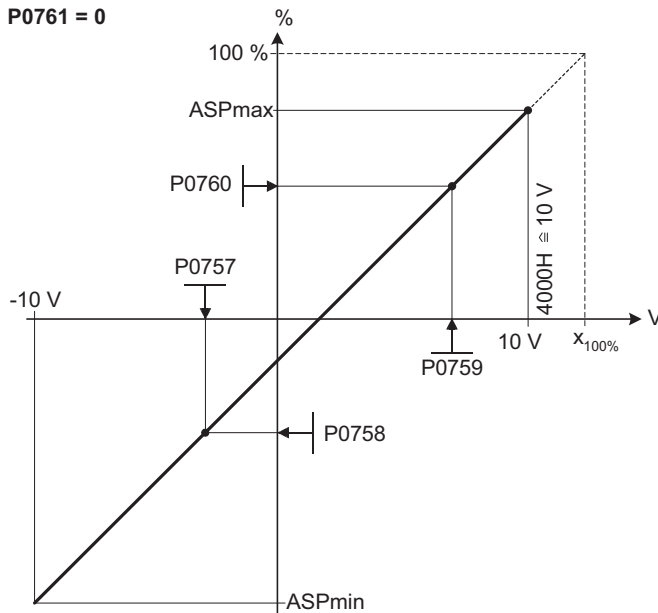 P0761 = 0
%
100 %
ASPmax
P0760
4000H ≙ 10 V
P0757
-10 V
V
10 V
x100%
P0759
P0758
ASPmin